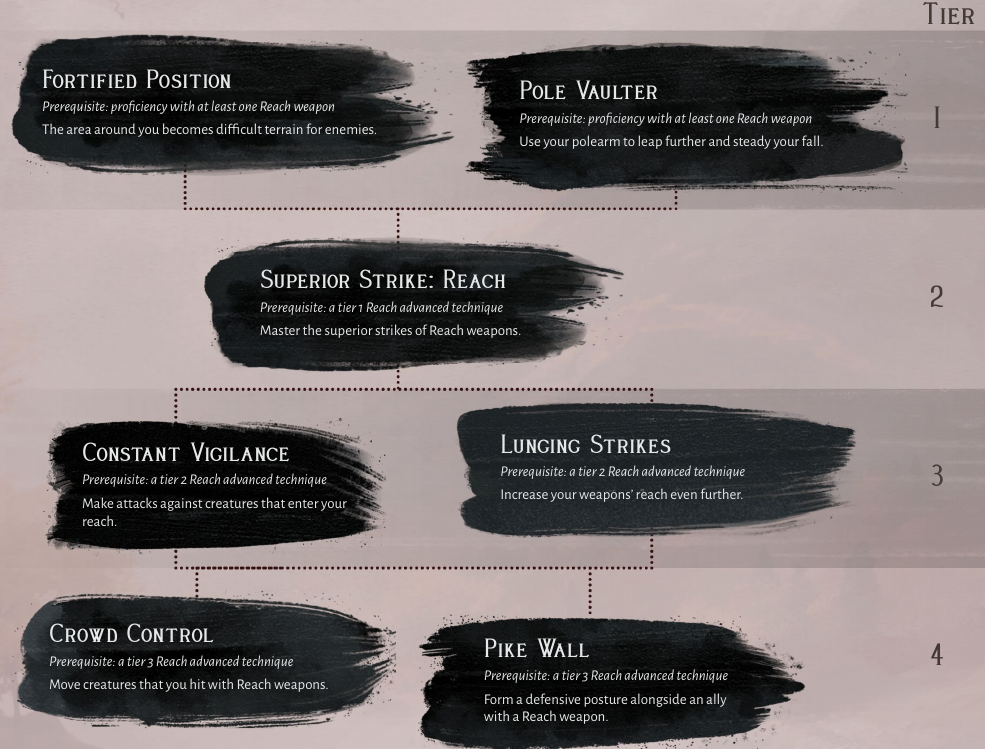 Tier
Fortified Position
Prerequisite: proficiency with at least one Reach weapon
The area around you becomes difficult terrain for enemies.
Pole Vaulter
Prerequisite: proficiency with at least one Reach weapon
Use your polearm to leap further and steady your fall.
1
Superior Strike: Reach
Prerequisite: a tier 1 Reach advanced technique
Master the superior strikes of Reach weapons.
2
Constant Vigilance
Prerequisite: a tier 2 Reach advanced technique
Make attacks against creatures that enter your
reach.
Lunging Strikes
Prerequisite: a tier 2 Reach advanced technique
Increase your weapons' reach even further.
3
Crowd Control
Prerequisite: a tier 3 Reach advanced technique
Move creatures that you hit with Reach weapons.
Pike Wall
Prerequisite: a tier 3 Reach advanced technique
Form a defensive posture alongside an ally
with a Reach weapon.
4